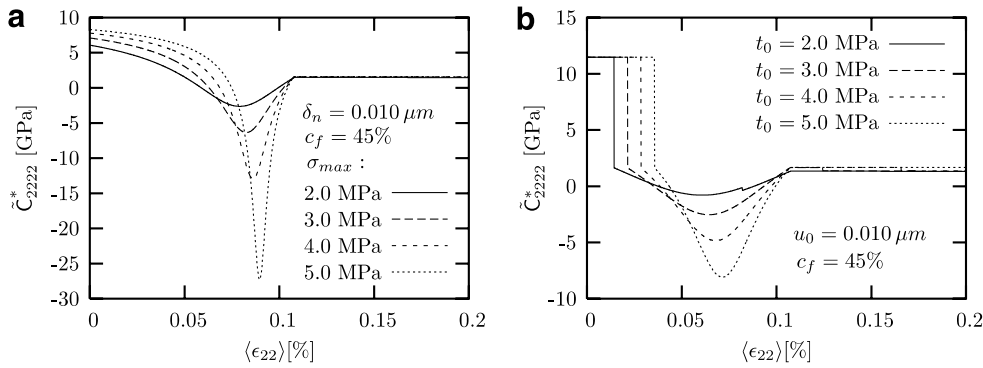 a
C̃*₂₂₂₂ [GPa]
10
5
0
-5
-10
-15
-20
-25
-30
0
0.05
0.1
0.15
0.2
⟨ϵ₂₂⟩[%]
δₙ = 0.010 μm
c_f = 45%
σₘₐₓ :
2.0 MPa
3.0 MPa
4.0 MPa
5.0 MPa
b
C̃*₂₂₂₂ [GPa]
15
10
5
0
-5
-10
0
0.05
0.1
0.15
0.2
⟨ϵ₂₂⟩[%]
t₀ = 2.0 MPa
t₀ = 3.0 MPa
t₀ = 4.0 MPa
t₀ = 5.0 MPa
u₀ = 0.010 μm
c_f = 45%